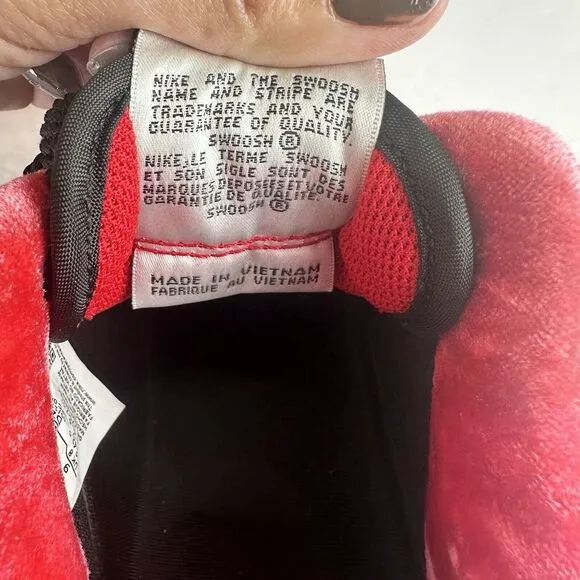 NIKE AND THE SWOOSH
NAME AND STRIPE ARE
TRADEMARKS AND YOUR
GUARANTEE OF QUALITY.
SWOOSH ®
NIKE,LE TERME SWOOSH
ET SON SIGLE SONT DES
MARQUES DEPOSEES ET VOTRE
GARANTIE DE QUALITE.
SWOOSH ®
MADE IN VIETNAM
FABRIQUE AU VIETNAM